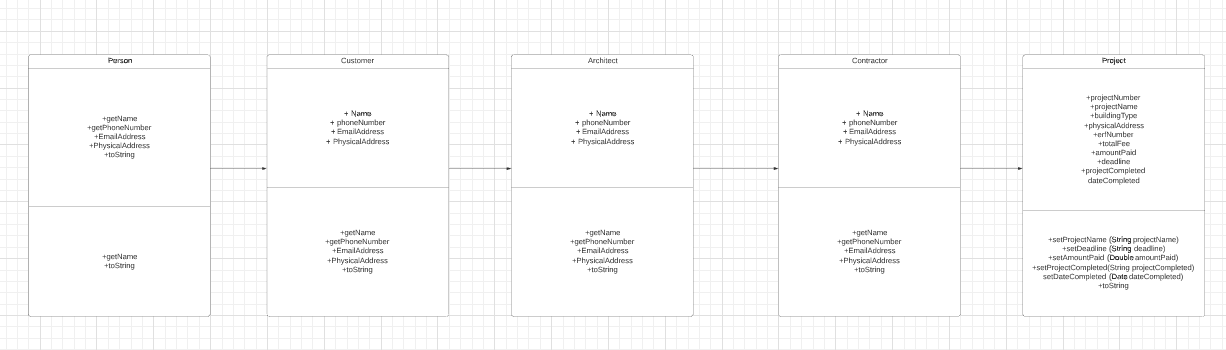 Person
+getName
+getPhoneNumber
+EmailAddress
+PhysicalAddress
+toString
+getName
+toString
Customer
+ Name
+ phoneNumber
+ EmailAddress
+ PhysicalAddress
+getName
+getPhoneNumber
+EmailAddress
+PhysicalAddress
+toString
Architect
+ Name
+ phoneNumber
+ EmailAddress
+ PhysicalAddress
+getName
+getPhoneNumber
+EmailAddress
+PhysicalAddress
+toString
Contractor
+ Name
+ phoneNumber
+ EmailAddress
+ PhysicalAddress
+getName
+getPhoneNumber
+EmailAddress
+PhysicalAddress
+toString
Project
+projectNumber
+projectName
+buildingType
+physicalAddress
+erfNumber
+totalFee
+amountPaid
+deadline
+projectCompleted
dateCompleted
+setProjectName (String projectName)
+setDeadline (String deadline)
+setAmountPaid (Double amountPaid)
+setProjectCompleted(String projectCompleted)
setDateCompleted (Date dateCompleted)
+toString